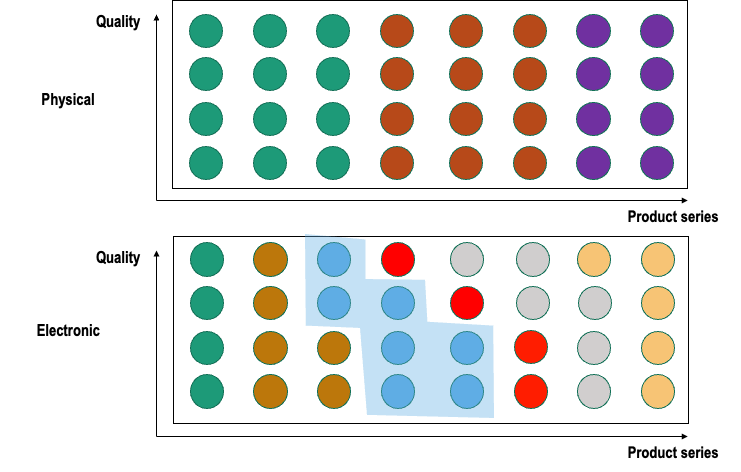 Quality
Physical
Product series
Quality
Electronic
Product series